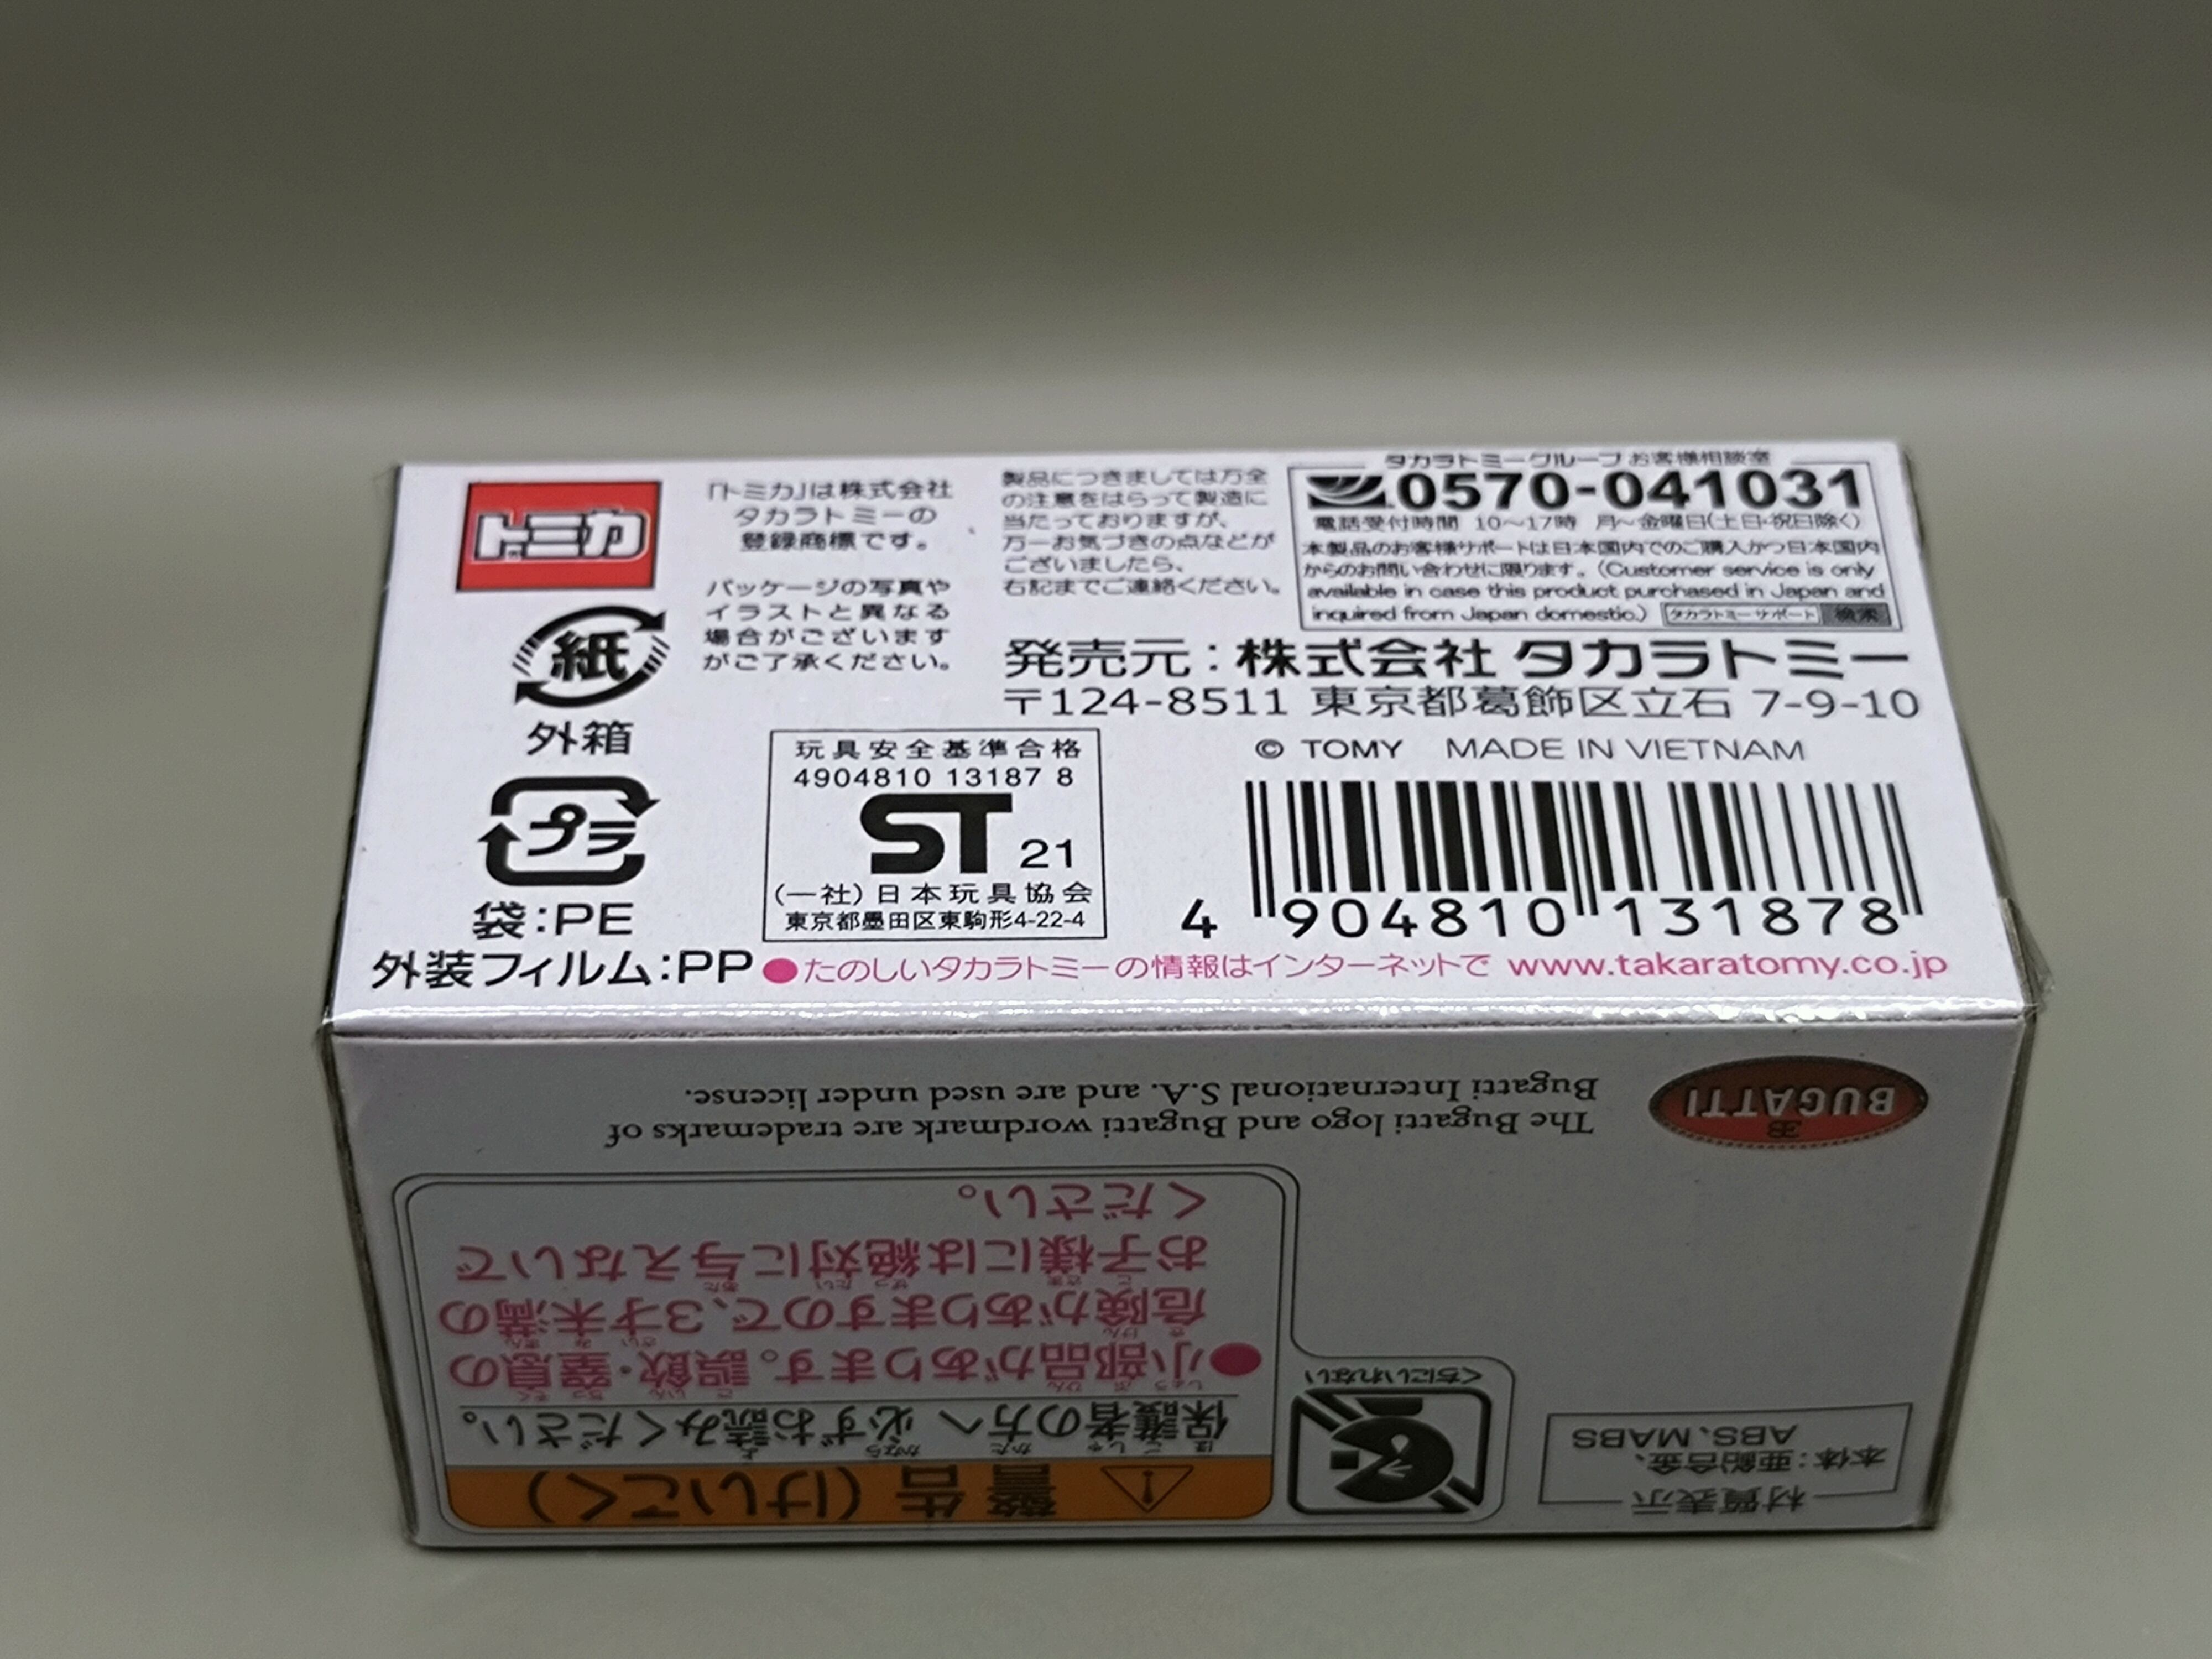 トミカ
「トミカ」は株式会社
タカラトミーの
登録商標です。
パッケージの写真や
イラストと異なる
場合がございます
がご了承ください。
紙
外箱
プラ
袋:PE
外装フィルム:PP
製品につきましては万全
の注意をはらって製造に
当たっておりますが、
万一お気づきの点などが
ございましたら、
右記までご連絡ください。
タカラトミーグループ お客様相談室
0570-041031
電話受付時間 10〜17時 月〜金曜日(土日・祝日除く)
本製品のお客様サポートは日本国内でのご購入かつ日本国内
からのお問い合わせに限ります。(Customer service is only
available in case this product purchased in Japan and
inquired from Japan domestic.) タカラトミーサポート 検索
発売元:株式会社 タカラトミー
〒124-8511 東京都葛飾区立石 7-9-10
© TOMY MADE IN VIETNAM
玩具安全基準合格
4904810 13187 8
ST 21
(一社)日本玩具協会
東京都墨田区東駒形4-22-4
4 904810 131878
●たのしいタカラトミーの情報はインターネットで www.takaratomy.co.jp
材質表示
本体:亜鉛合金、
ABS、MABS
くちにいれない
警告(けいこく)
保護者の方へ 必ずお読みください。
●小部品があります。誤飲・窒息の
危険がありますので、3才未満の
お子様には絶対に与えないで
ください。
BUGATTI
The Bugatti logo and Bugatti wordmark are trademarks of
Bugatti International S.A. and are used under license.